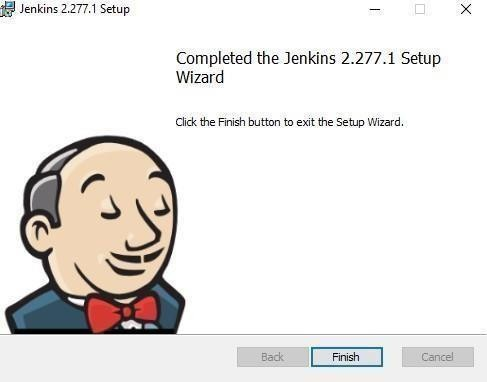 Jenkins 2.277.1 Setup
Completed the Jenkins 2.277.1 Setup
Wizard
Click the Finish button to exit the Setup Wizard.
Back
Finish
Cancel